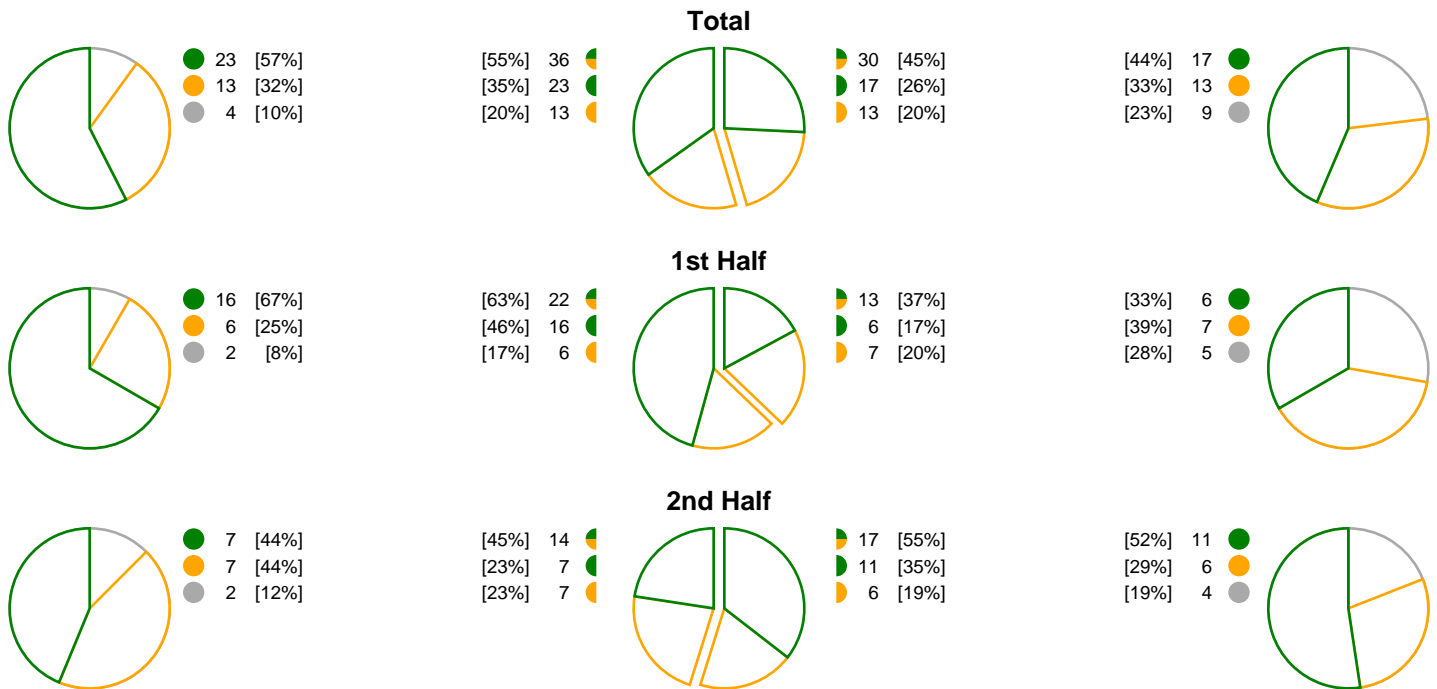 Total
23 [57%] [55%] 36 30 [45%] [44%] 17
13 [32%] [35%] 23 17 [26%] [33%] 13
4 [10%] [20%] 13 13 [20%] [23%] 9
1st Half
16 [67%] [63%] 22 13 [37%] [33%] 6
6 [25%] [46%] 16 6 [17%] [39%] 7
2 [8%] [17%] 6 7 [20%] [28%] 5
2nd Half
7 [44%] [45%] 14 17 [55%] [52%] 11
7 [44%] [23%] 7 11 [35%] [29%] 6
2 [12%] [23%] 7 6 [19%] [19%] 4